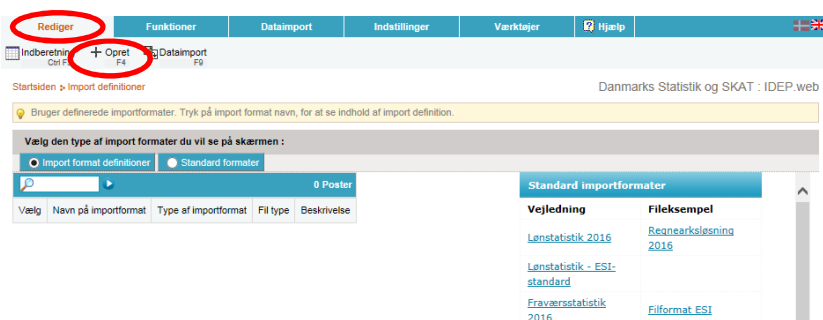 Rediger Funktioner Dataimport Indstillinger Værktøjer Hjælp
Indberetning Opret Dataimport
Ctrl F F4 F9
Startsiden Import definitioner Danmarks Statistik og SKAT : IDEP.web
Bruger definerede importformater. Tryk på import format navn, for at se indhold af import definition.
Vælg den type af import formater du vil se på skærmen :
Import format definitioner Standard formater
0 Poster
Vælg Navn på importformat Type af importformat Fil type Beskrivelse
Standard importformater
Vejledning Fileksempel
Lønstatistik 2016 Regnearksløsning
2016
Lønstatistik - ESI-
standard
Fraværsstatistik
2016 Filformat ESI